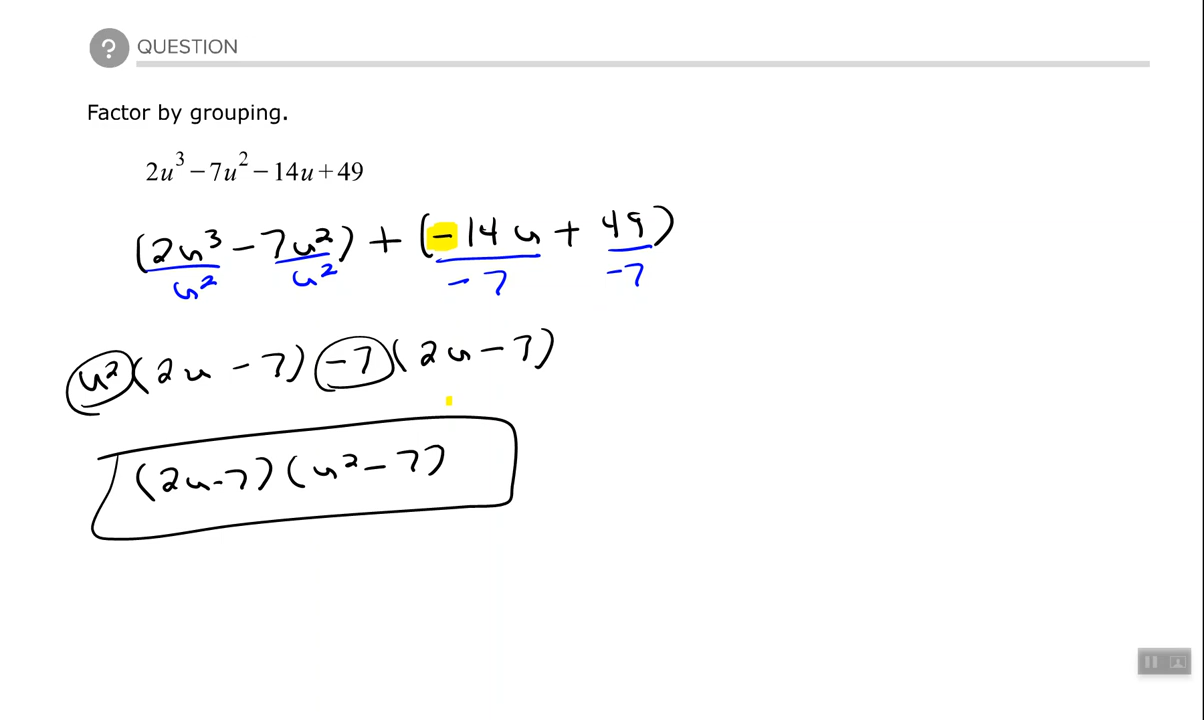 ? QUESTION
Factor by grouping.
2u³ − 7u² − 14u + 49
(2u³ − 7u²) + (−14u + 49)
u² u² −7 −7
u²(2u − 7) −7(2u − 7)
(2u−7)(u²−7)